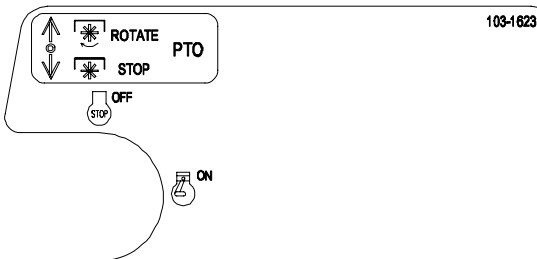 103-1623
ROTATE
PTO
STOP
OFF
STOP
ON